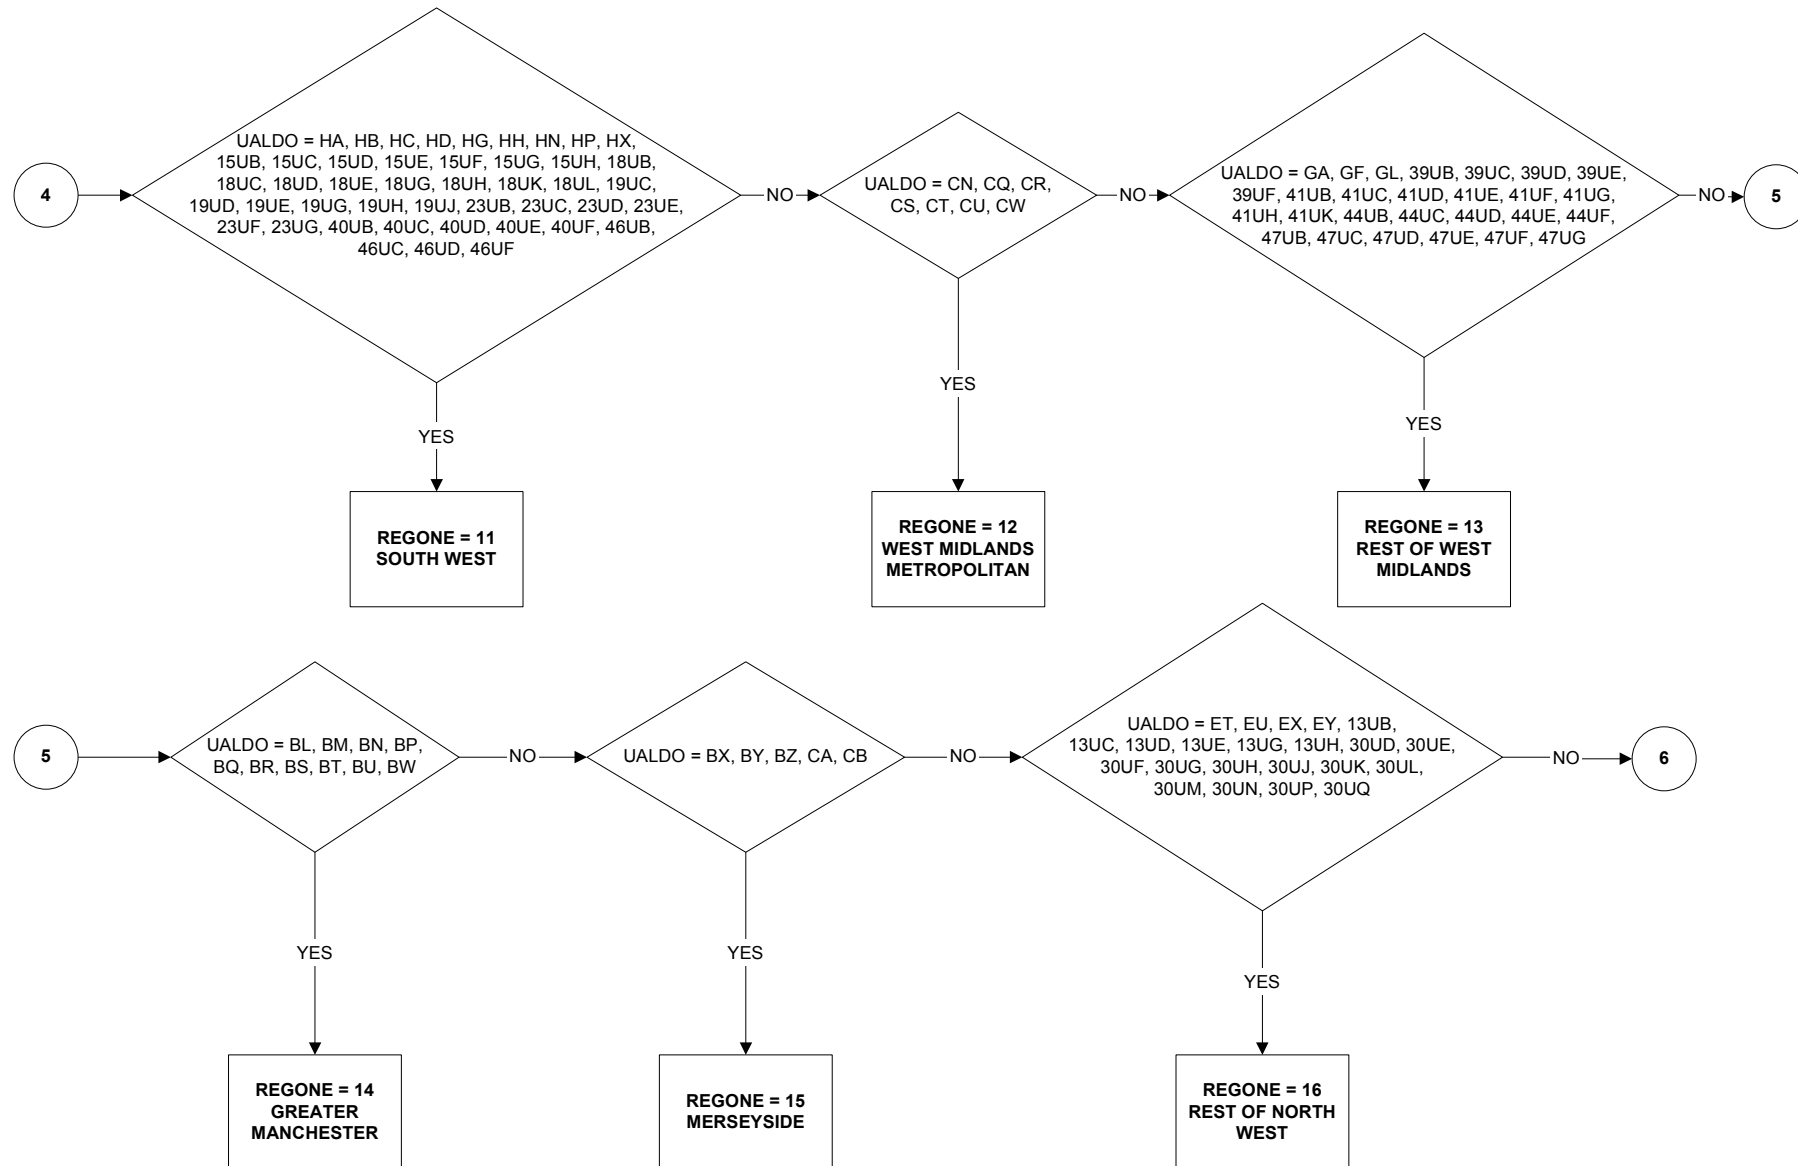 4
UALDO = HA, HB, HC, HD, HG, HH, HN, HP, HX,
15UB, 15UC, 15UD, 15UE, 15UF, 15UG, 15UH, 18UB,
18UC, 18UD, 18UE, 18UG, 18UH, 18UK, 18UL, 19UC,
19UD, 19UE, 19UG, 19UH, 19UJ, 23UB, 23UC, 23UD, 23UE,
23UF, 23UG, 40UB, 40UC, 40UD, 40UE, 40UF, 46UB,
46UC, 46UD, 46UF
NO
UALDO = CN, CQ, CR,
CS, CT, CU, CW
NO
UALDO = GA, GF, GL, 39UB, 39UC, 39UD, 39UE,
39UF, 41UB, 41UC, 41UD, 41UE, 41UF, 41UG,
41UH, 41UK, 44UB, 44UC, 44UD, 44UE, 44UF,
47UB, 47UC, 47UD, 47UE, 47UF, 47UG
NO
5
YES
YES
YES
REGONE = 11
SOUTH WEST
REGONE = 12
WEST MIDLANDS
METROPOLITAN
REGONE = 13
REST OF WEST
MIDLANDS
5
UALDO = BL, BM, BN, BP,
BQ, BR, BS, BT, BU, BW
NO
UALDO = BX, BY, BZ, CA, CB
NO
UALDO = ET, EU, EX, EY, 13UB,
13UC, 13UD, 13UE, 13UG, 13UH, 30UD, 30UE,
30UF, 30UG, 30UH, 30UJ, 30UK, 30UL,
30UM, 30UN, 30UP, 30UQ
NO
6
YES
YES
YES
REGONE = 14
GREATER
MANCHESTER
REGONE = 15
MERSEYSIDE
REGONE = 16
REST OF NORTH
WEST